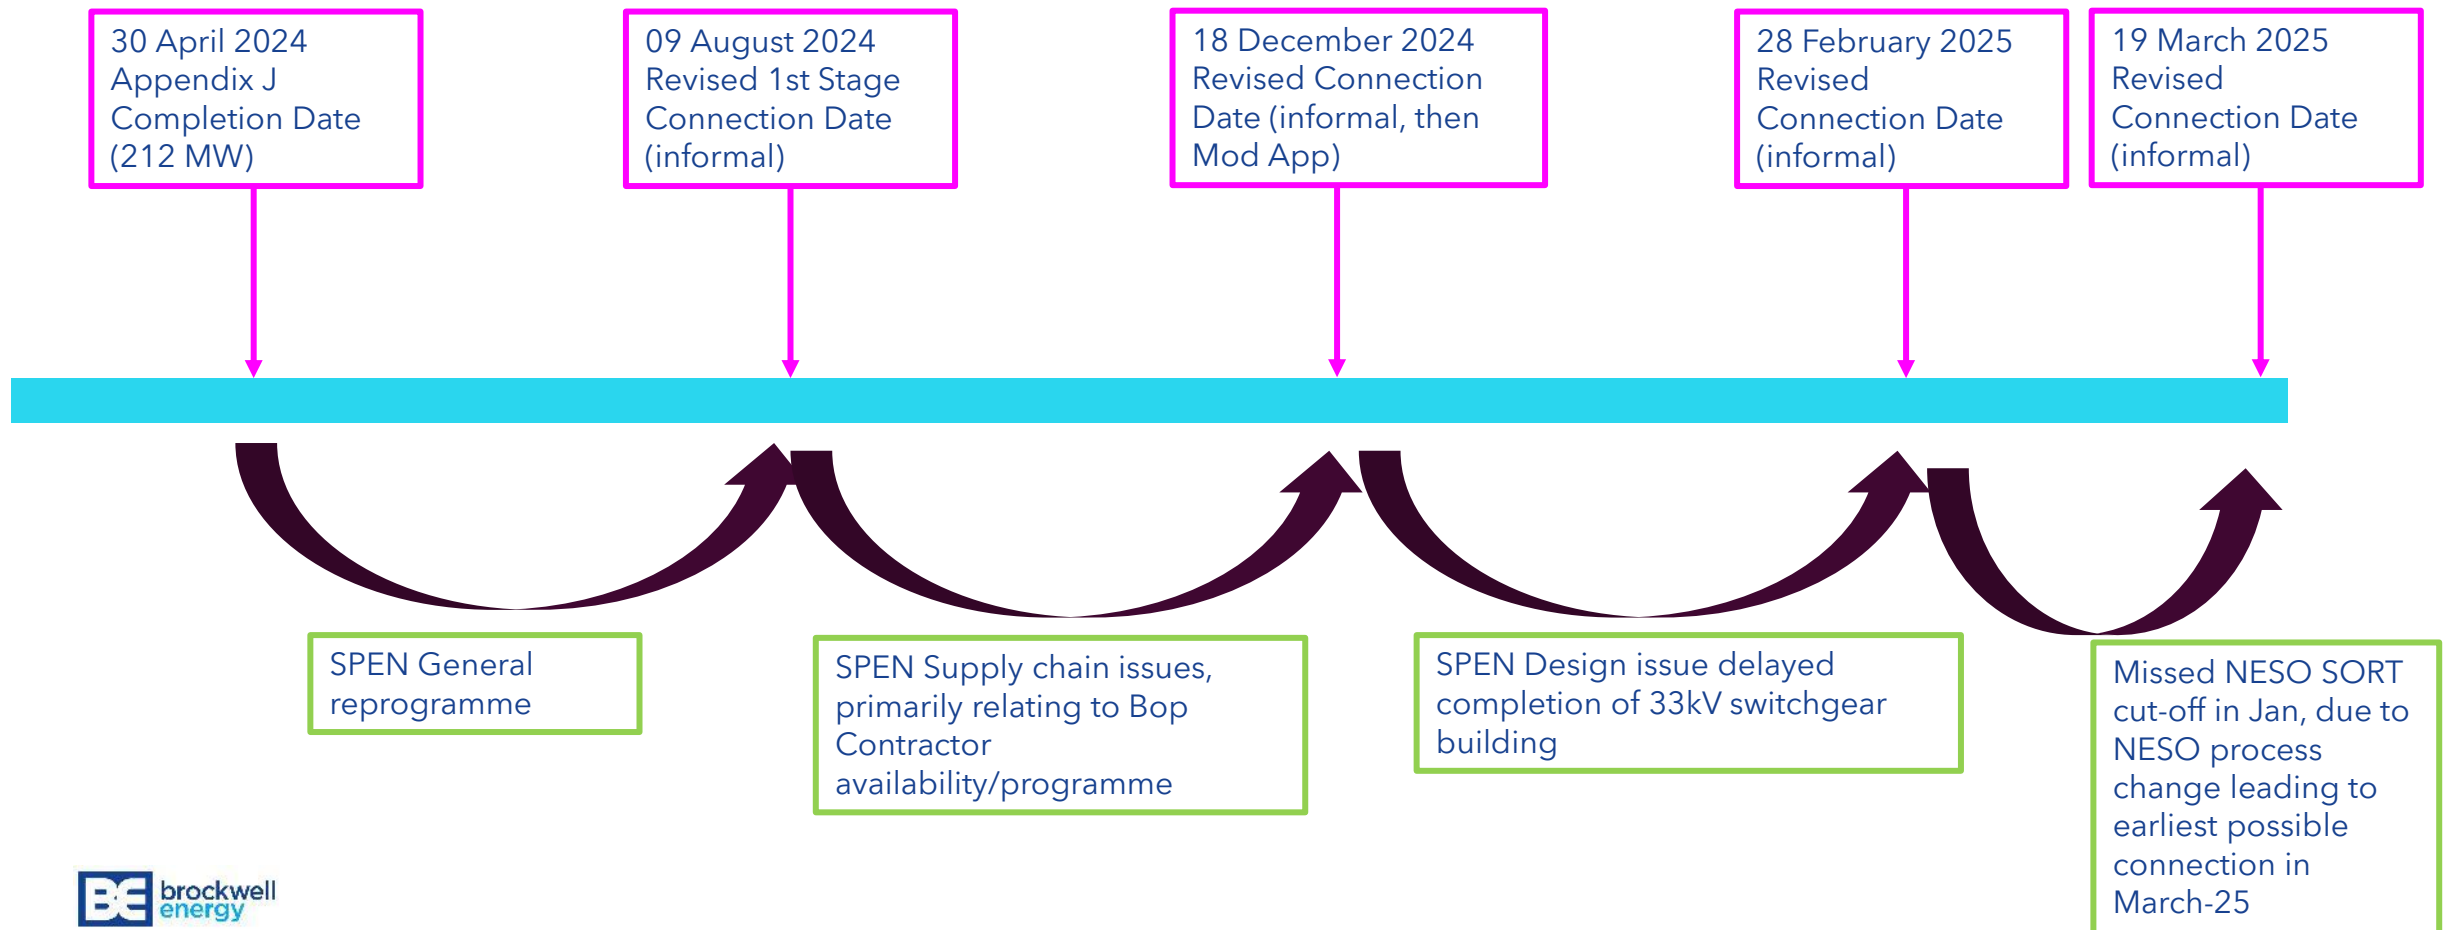 30 April 2024
Appendix J
Completion Date
(212 MW)
09 August 2024
Revised 1st Stage
Connection Date
(informal)
18 December 2024
Revised Connection
Date (informal, then
Mod App)
28 February 2025
Revised
Connection Date
(informal)
19 March 2025
Revised
Connection Date
(informal)
SPEN General
reprogramme
SPEN Supply chain issues,
primarily relating to Bop
Contractor
availability/programme
SPEN Design issue delayed
completion of 33kV switchgear
building
Missed NESO SORT
cut-off in Jan, due to
NESO process
change leading to
earliest possible
connection in
March-25
BE
brockwell
energy